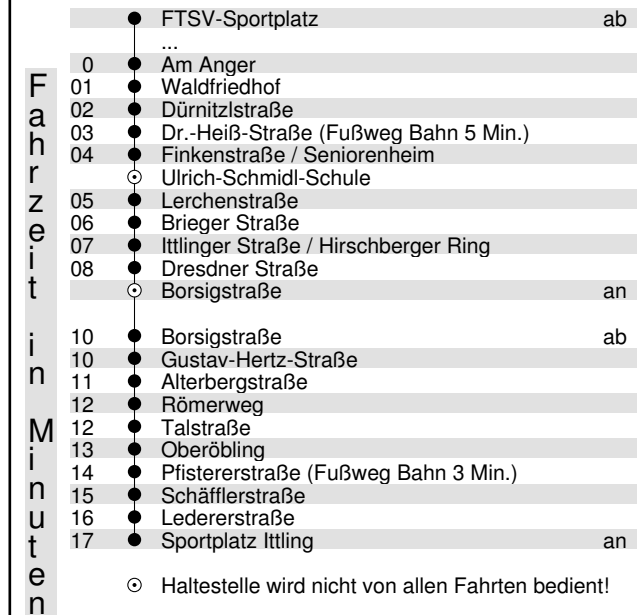 FTSV-Sportplatz ab
...
0 Am Anger
01 Waldfriedhof
02 Dürnitzlstraße
03 Dr.-Heiß-Straße (Fußweg Bahn 5 Min.)
04 Finkenstraße / Seniorenheim
Ulrich-Schmidl-Schule
05 Lerchenstraße
06 Brieger Straße
07 Ittlinger Straße / Hirschberger Ring
08 Dresdner Straße
Borsigstraße an
10 Borsigstraße ab
10 Gustav-Hertz-Straße
11 Alterbergstraße
12 Römerweg
12 Talstraße
13 Oberöbling
14 Pfistererstraße (Fußweg Bahn 3 Min.)
15 Schäfflerstraße
16 Ledererstraße
17 Sportplatz Ittling an
☉ Haltestelle wird nicht von allen Fahrten bedient!
Fahrzeit in Minuten